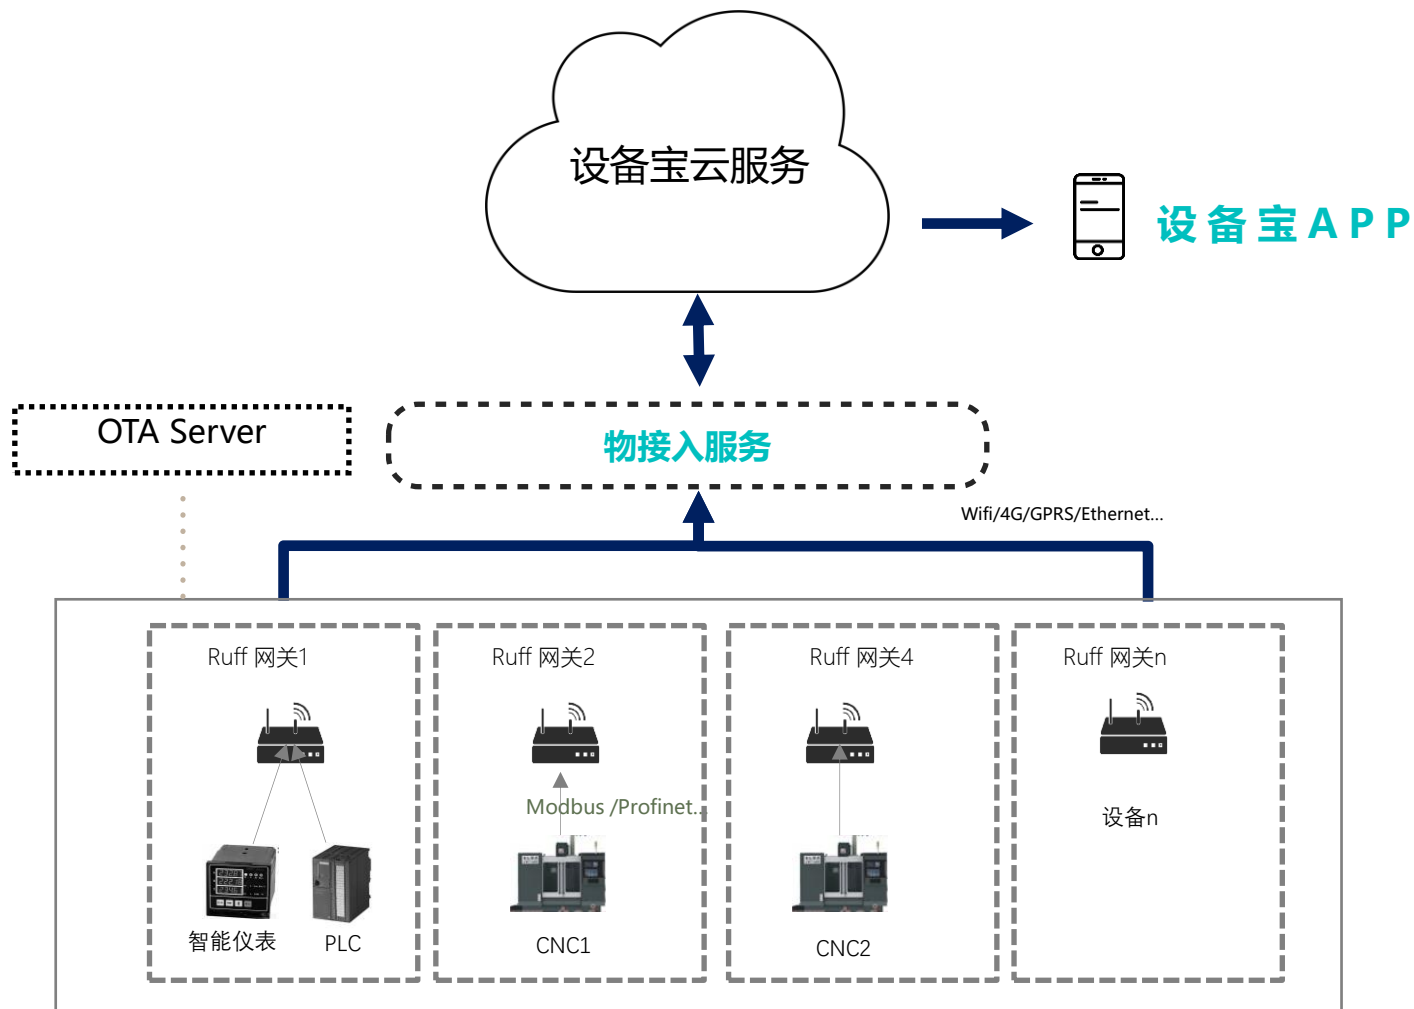 设备宝云服务
设备宝APP
OTA Server
物接入服务
Wifi/4G/GPRS/Ethernet...
Ruff 网关1
Ruff 网关2
Ruff 网关4
Ruff 网关n
Modbus /Profinet...
设备n
智能仪表
PLC
CNC1
CNC2